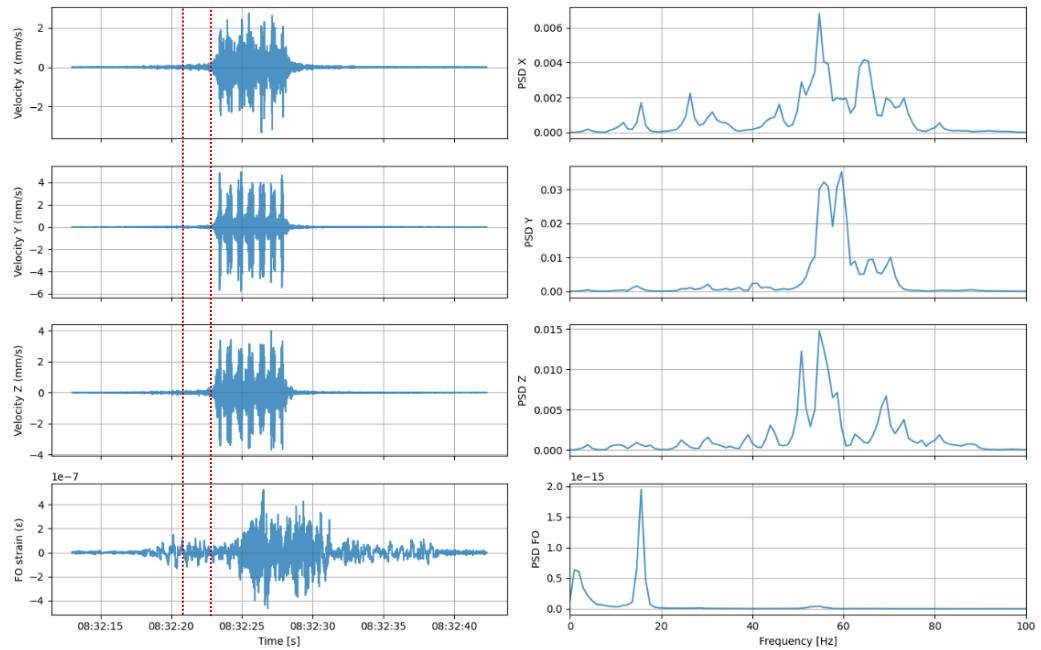 Velocity X (mm/s)
2
0
−2
PSD X
0.006
0.004
0.002
0.000
Velocity Y (mm/s)
4
2
0
−2
−4
−6
PSD Y
0.03
0.02
0.01
0.00
Velocity Z (mm/s)
4
2
0
−2
−4
PSD Z
0.015
0.010
0.005
0.000
1e−7
FO strain (ε)
4
2
0
−2
−4
1e−15
PSD FO
2.0
1.5
1.0
0.5
0.0
08:32:15 08:32:20 08:32:25 08:32:30 08:32:35 08:32:40
Time [s]
0 20 40 60 80 100
Frequency [Hz]